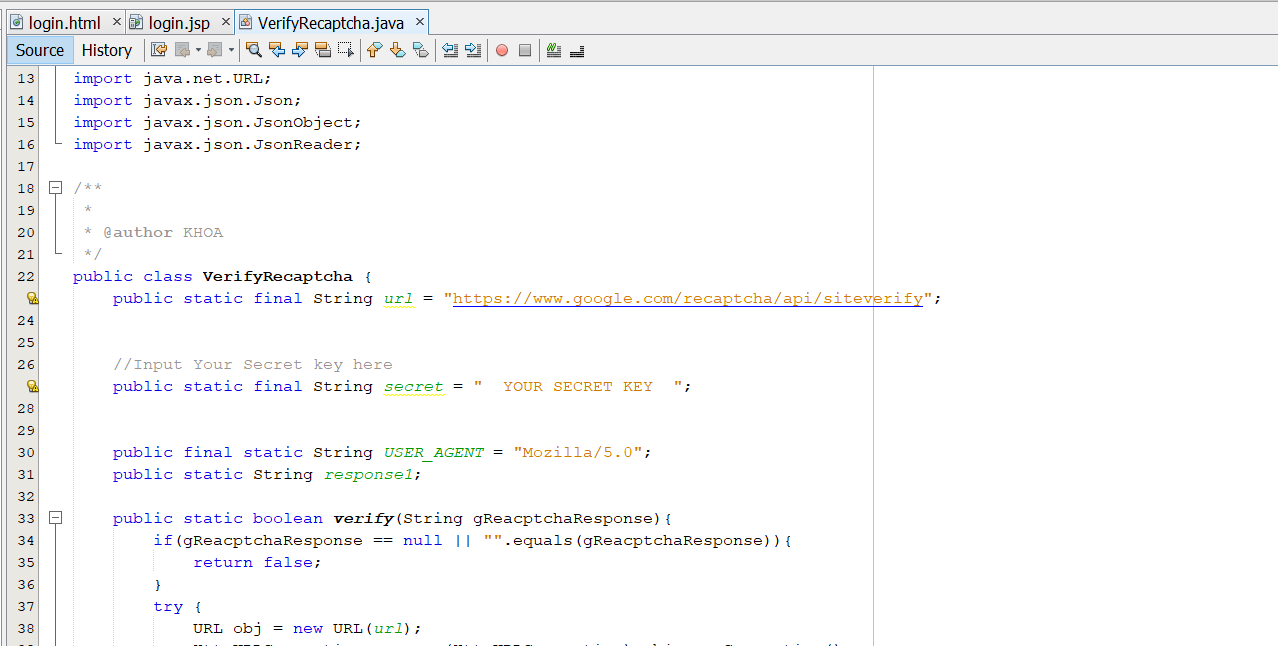 login.html × login.jsp × VerifyRecaptcha.java ×
Source History
13 import java.net.URL;
14 import javax.json.Json;
15 import javax.json.JsonObject;
16 import javax.json.JsonReader;
17
18 /**
19 *
20 * @author KHOA
21 */
22 public class VerifyRecaptcha {
public static final String url = "https://www.google.com/recaptcha/api/siteverify";
24
25
26 //Input Your Secret key here
public static final String secret = "  YOUR SECRET KEY  ";
28
29
30 public final static String USER_AGENT = "Mozilla/5.0";
31 public static String response1;
32
33 public static boolean verify(String gReacptchaResponse){
34 if(gReacptchaResponse == null || "".equals(gReacptchaResponse)){
35 return false;
36 }
37 try {
38 URL obj = new URL(url);